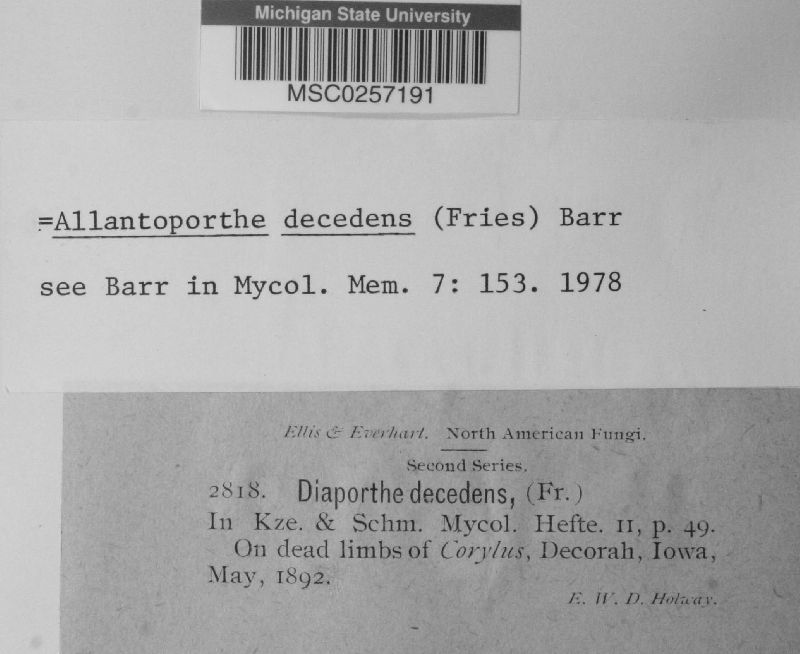 Michigan State University
MSC0257191
=Allantoporthe decedens (Fries) Barr
see Barr in Mycol. Mem. 7: 153. 1978
Ellis & Everhart. North American Fungi.
Second Series.
2818. Diaporthe decedens, (Fr.)
In Kze. & Schm. Mycol. Hefte. II, p. 49.
On dead limbs of Corylus, Decorah, Iowa,
May, 1892.
E. W. D. Holway.